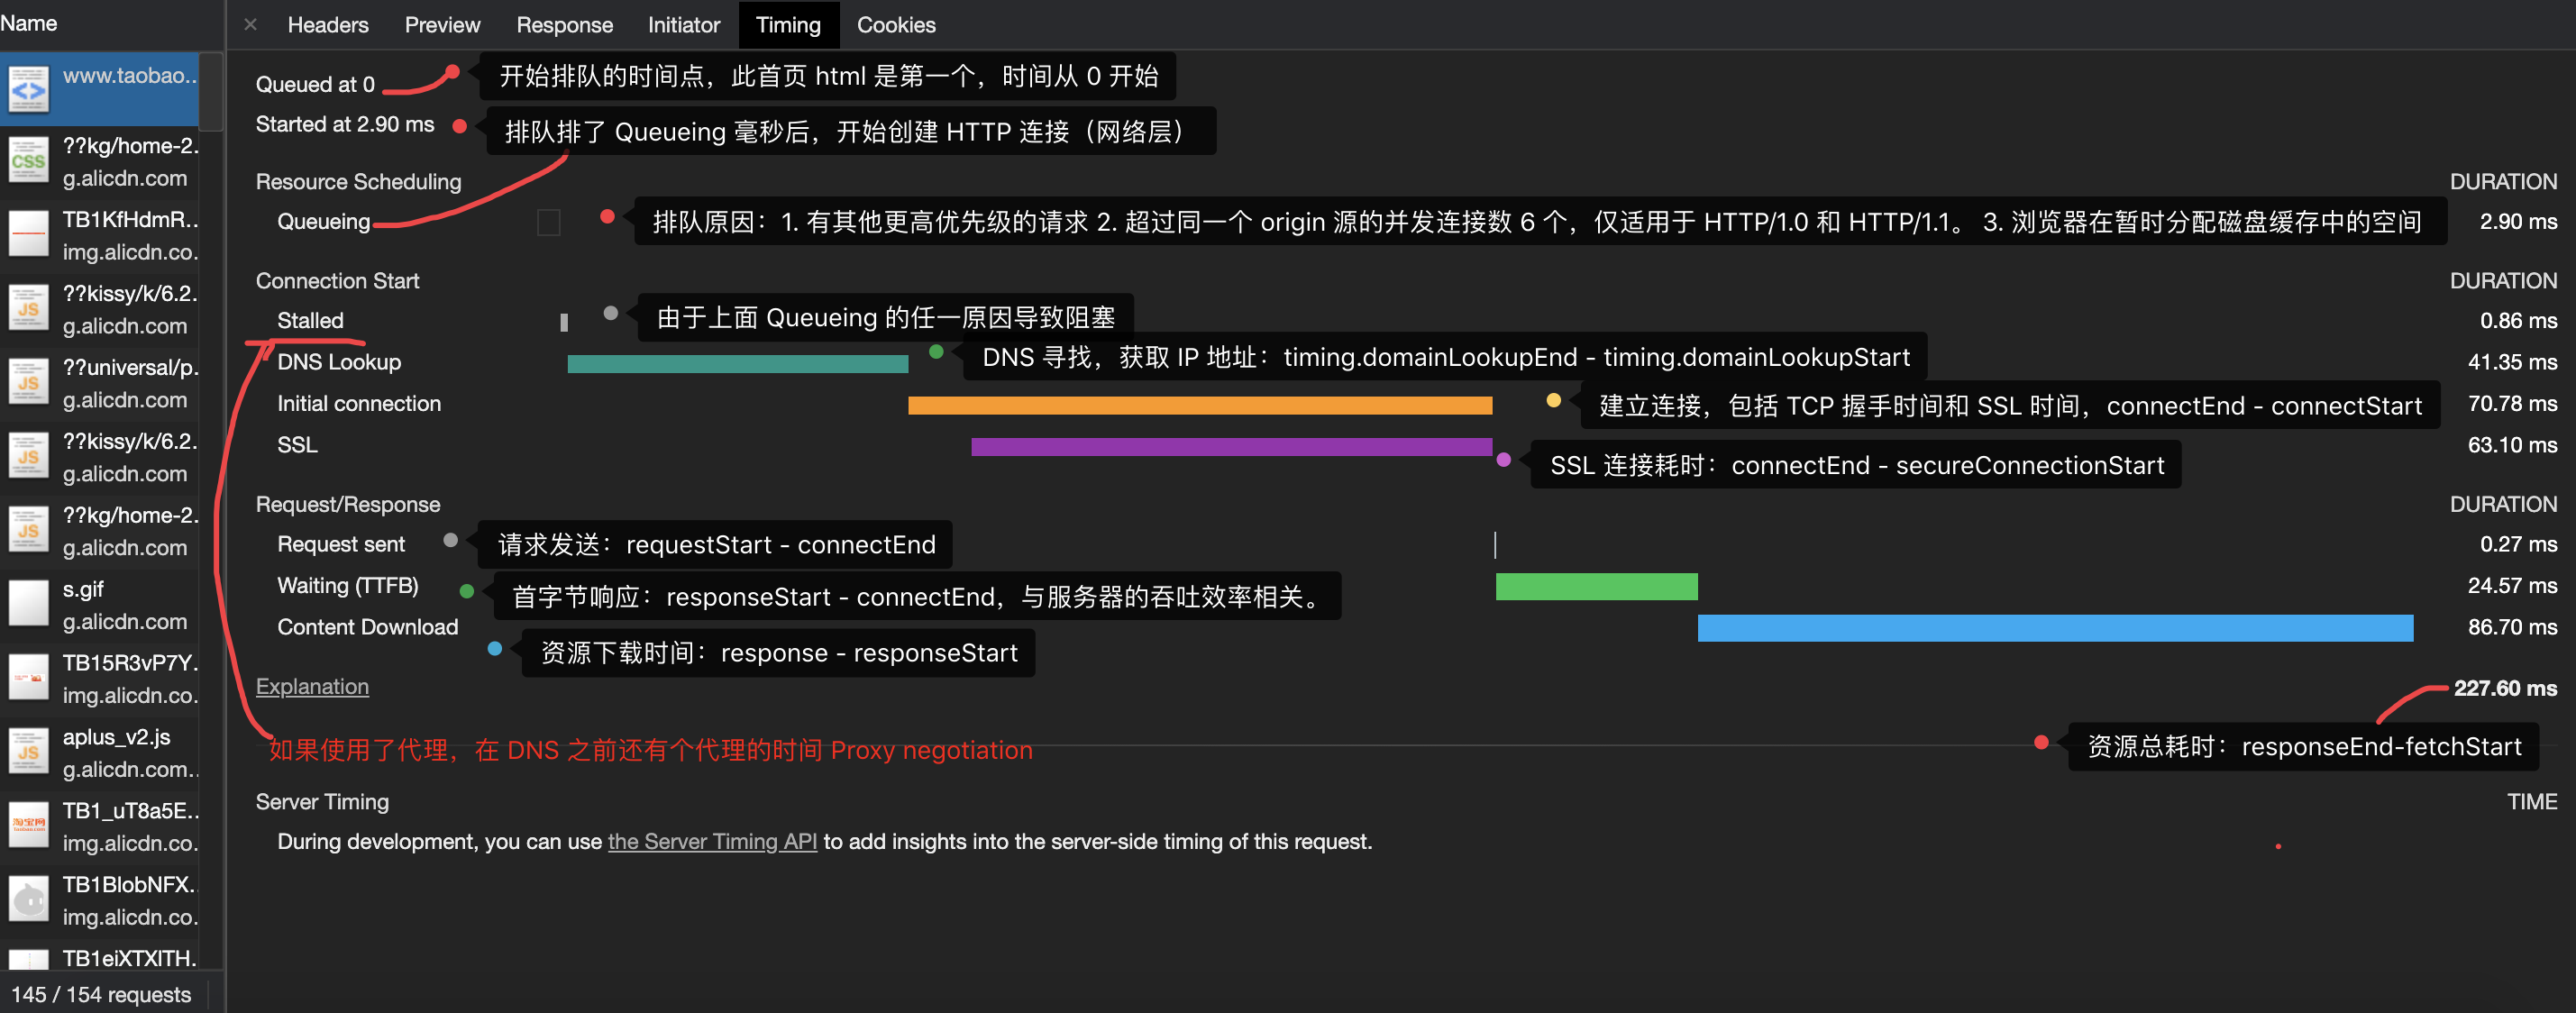 Name
www.taobao...
??kg/home-2.
g.alicdn.com
TB1KfHdmR..
img.alicdn.co.
??kissy/k/6.2.
g.alicdn.com
??universal/p.
g.alicdn.com
??kissy/k/6.2.
g.alicdn.com
??kg/home-2.
g.alicdn.com
s.gif
g.alicdn.com
TB15R3vP7Y.
img.alicdn.co.
aplus_v2.js
g.alicdn.com..
TB1_uT8a5E..
img.alicdn.co.
TB1BlobNFX.
img.alicdn.co.
TB1eiXTXlTH.
145 / 154 requests
CSS
JS
JS
JS
JS
JS
淘宝网
Taobao.com
× Headers Preview Response Initiator Timing Cookies
Queued at 0 开始排队的时间点，此首页 html 是第一个，时间从 0 开始
Started at 2.90 ms 排队排了 Queueing 毫秒后，开始创建 HTTP 连接（网络层）
Resource Scheduling DURATION
Queueing 排队原因：1. 有其他更高优先级的请求 2. 超过同一个 origin 源的并发连接数 6 个，仅适用于 HTTP/1.0 和 HTTP/1.1。 3. 浏览器在暂时分配磁盘缓存中的空间 2.90 ms
Connection Start DURATION
Stalled 由于上面 Queueing 的任一原因导致阻塞 0.86 ms
DNS Lookup DNS 寻找，获取 IP 地址：timing.domainLookupEnd - timing.domainLookupStart 41.35 ms
Initial connection 建立连接，包括 TCP 握手时间和 SSL 时间，connectEnd - connectStart 70.78 ms
SSL SSL 连接耗时：connectEnd - secureConnectionStart 63.10 ms
Request/Response DURATION
Request sent 请求发送：requestStart - connectEnd 0.27 ms
Waiting (TTFB) 首字节响应：responseStart - connectEnd，与服务器的吞吐效率相关。 24.57 ms
Content Download 资源下载时间：response - responseStart 86.70 ms
Explanation 227.60 ms
如果使用了代理，在 DNS 之前还有个代理的时间 Proxy negotiation 资源总耗时：responseEnd-fetchStart
Server Timing TIME
During development, you can use the Server Timing API to add insights into the server-side timing of this request.